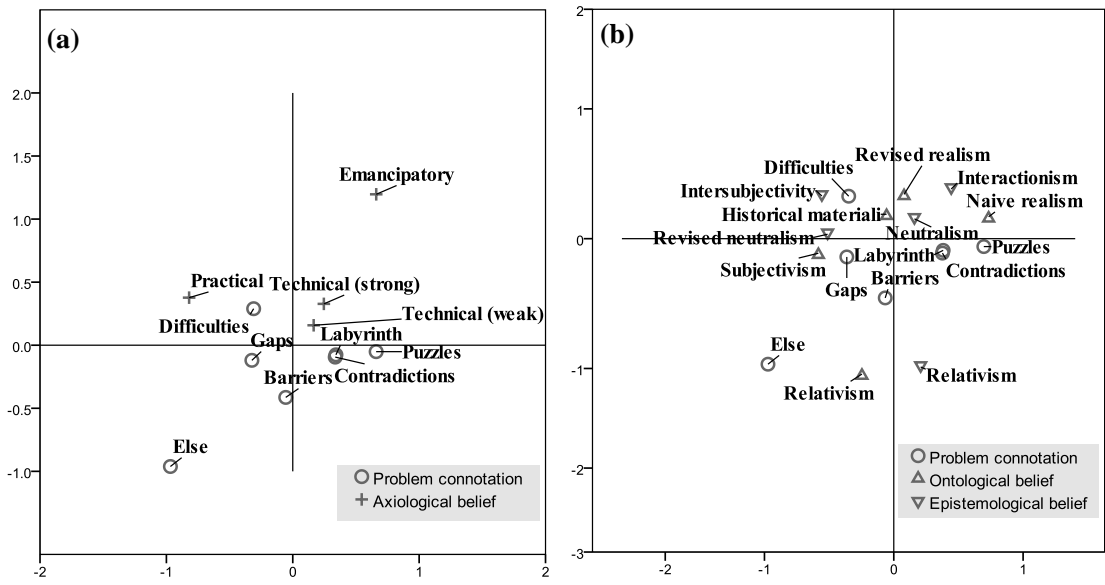 (a)
2.0
1.5
1.0
0.5
0.0
-0.5
-1.0
-2
-1
0
1
2
Emancipatory
Practical
Technical (strong)
Difficulties
Technical (weak)
Gaps
Labyrinth
Puzzles
Barriers
Contradictions
Else
Problem connotation
Axiological belief
(b)
2
1
0
-1
-2
-3
-2
-1
0
1
Revised realism
Difficulties
Interactionism
Intersubjectivity
Naive realism
Historical materiali
Neutralism
Revised neutralism
Puzzles
Labyrinth
Subjectivism
Contradictions
Barriers
Gaps
Else
Relativism
Relativism
Problem connotation
Ontological belief
Epistemological belief